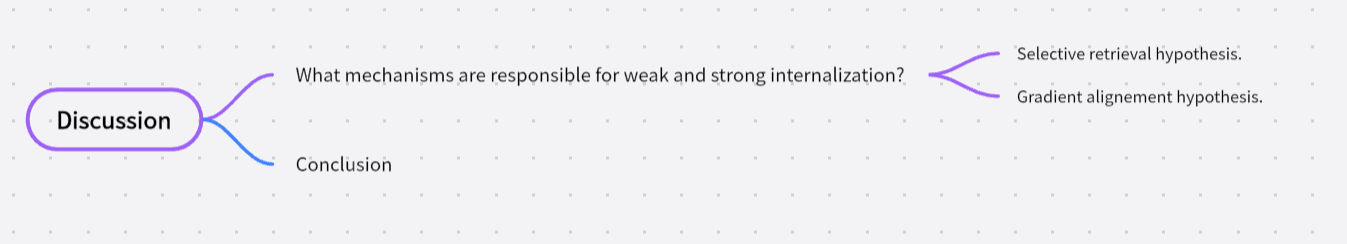 Discussion
What mechanisms are responsible for weak and strong internalization?
Selective retrieval hypothesis.
Gradient alignement hypothesis.
Conclusion